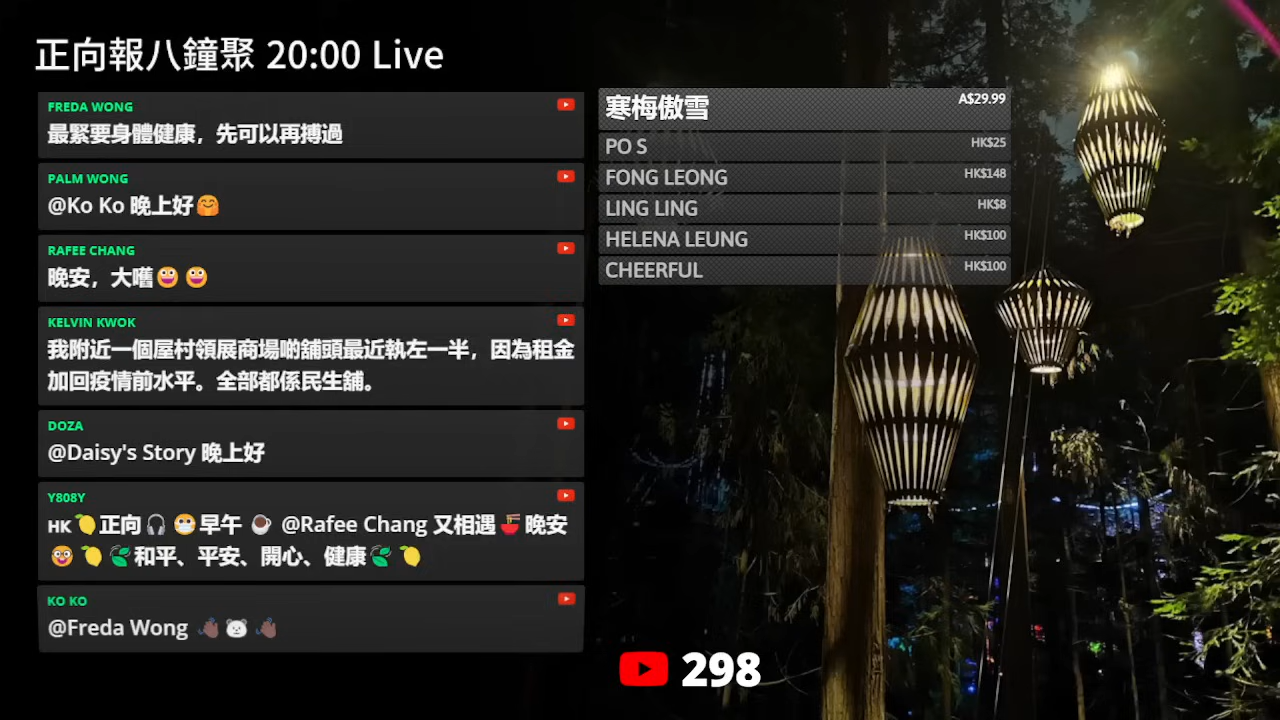 正向報八鐘聚 20:00 Live
FREDA WONG
最緊要身體健康，先可以再搏過
PALM WONG
@Ko Ko 晚上好🤗
RAFEE CHANG
晚安，大嚿😀 😀
KELVIN KWOK
我附近一個屋村領展商場啲舖頭最近執左一半，因為租金
加回疫情前水平。全部都係民生舖。
DOZA
@Daisy's Story 晚上好
Y808Y
HK🍋正向🎧 😷早午 ☕ @Rafee Chang 又相遇🍜晚安
🤡 🍋 🌿和平、平安、開心、健康🌿 🍋
KO KO
@Freda Wong 👋🏿 🐻‍❄️ 👋🏿
寒梅傲雪 A$29.99
PO S HK$25
FONG LEONG HK$148
LING LING HK$8
HELENA LEUNG HK$100
CHEERFUL HK$100
298